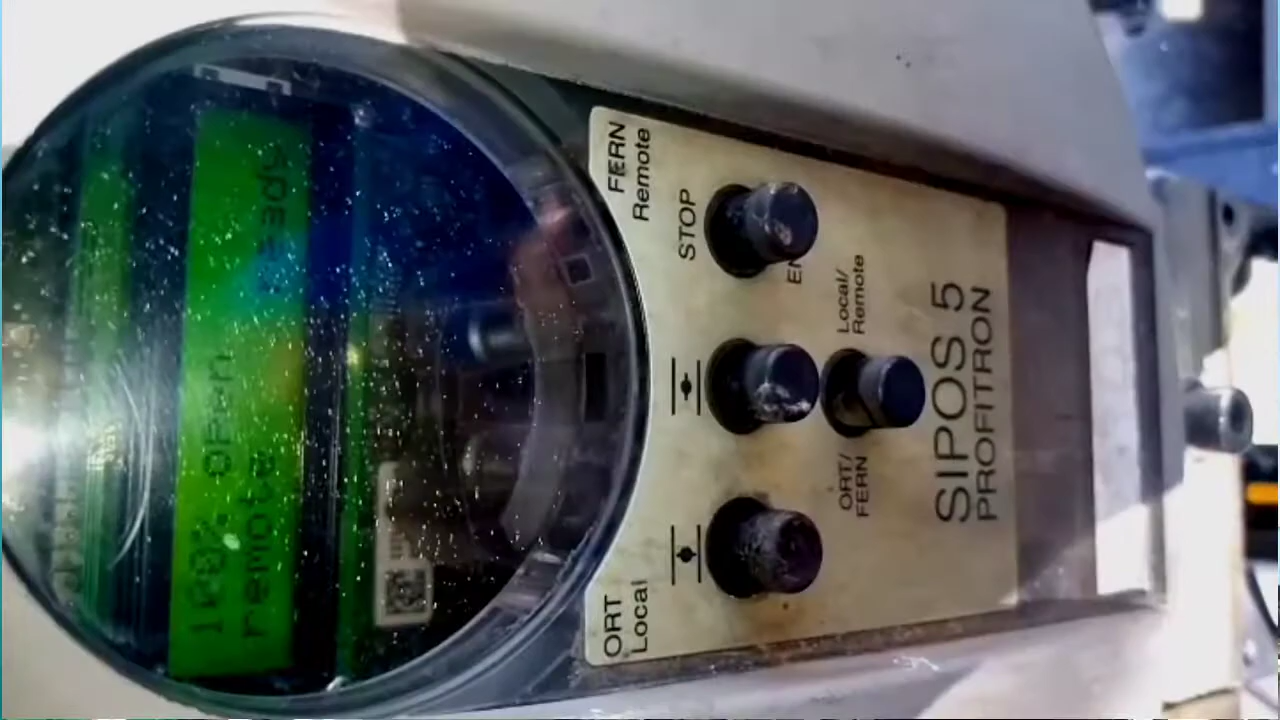 100% Open
remote
FERN
Remote
STOP
ORT
Local
Local/
Remote
ORT/
FERN
SIPOS 5
PROFITRON